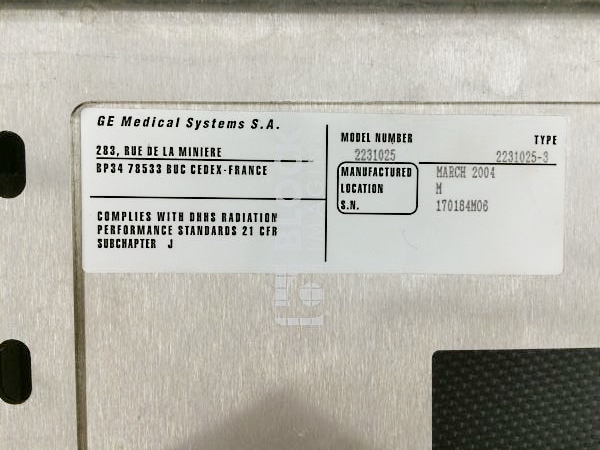 GE Medical Systems S.A.
283, RUE DE LA MINIERE
BP34 78533 BUC CEDEX-FRANCE
COMPLIES WITH DHHS RADIATION
PERFORMANCE STANDARDS 21 CFR
SUBCHAPTER J
MODEL NUMBER TYPE
2231025 2231025-3
MANUFACTURED MARCH 2004
LOCATION M
S.N. 170184M06